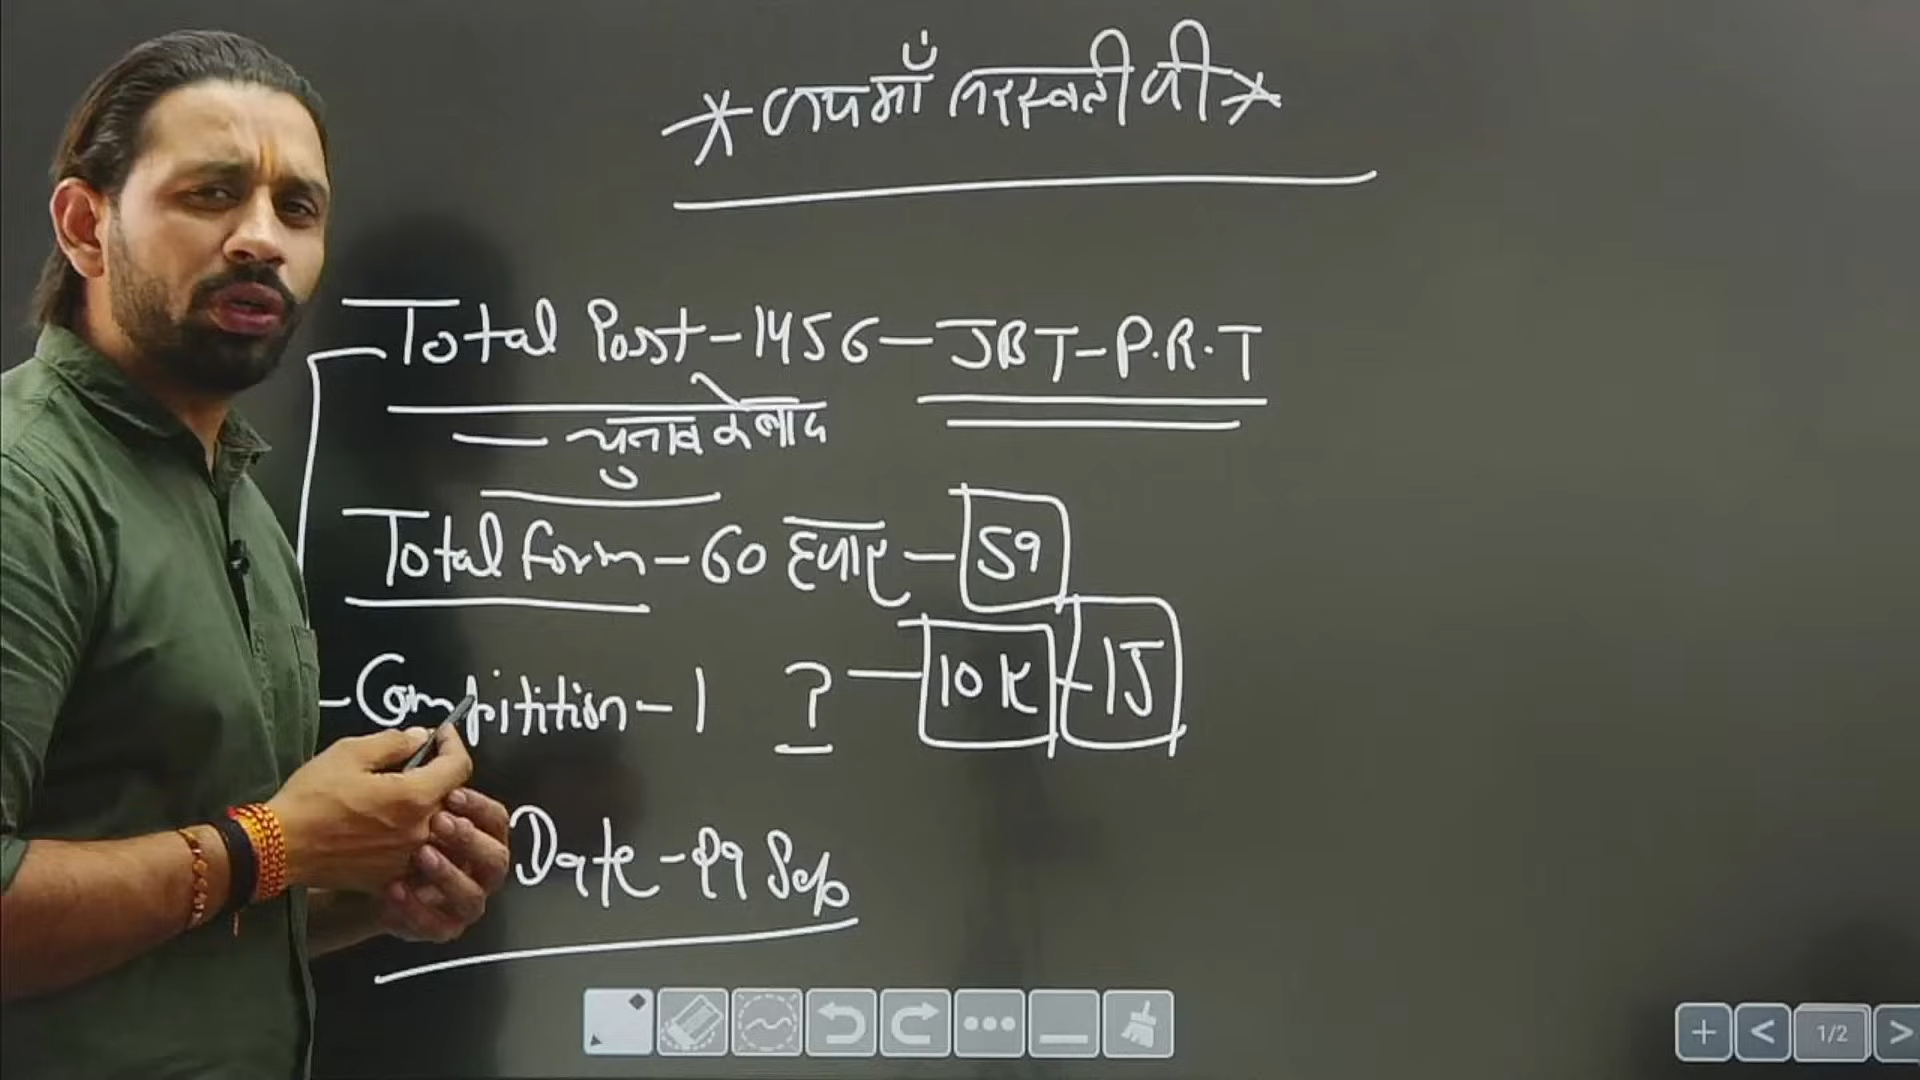 * जय माँ सरस्वती जी *
Total Post - 1456 - JBT - P.R.T
चुनाव के बाद
Total form - 60 हजार - 59
Compitition - 1 ? - 10K - 15
Date - 29 Sep
1/2